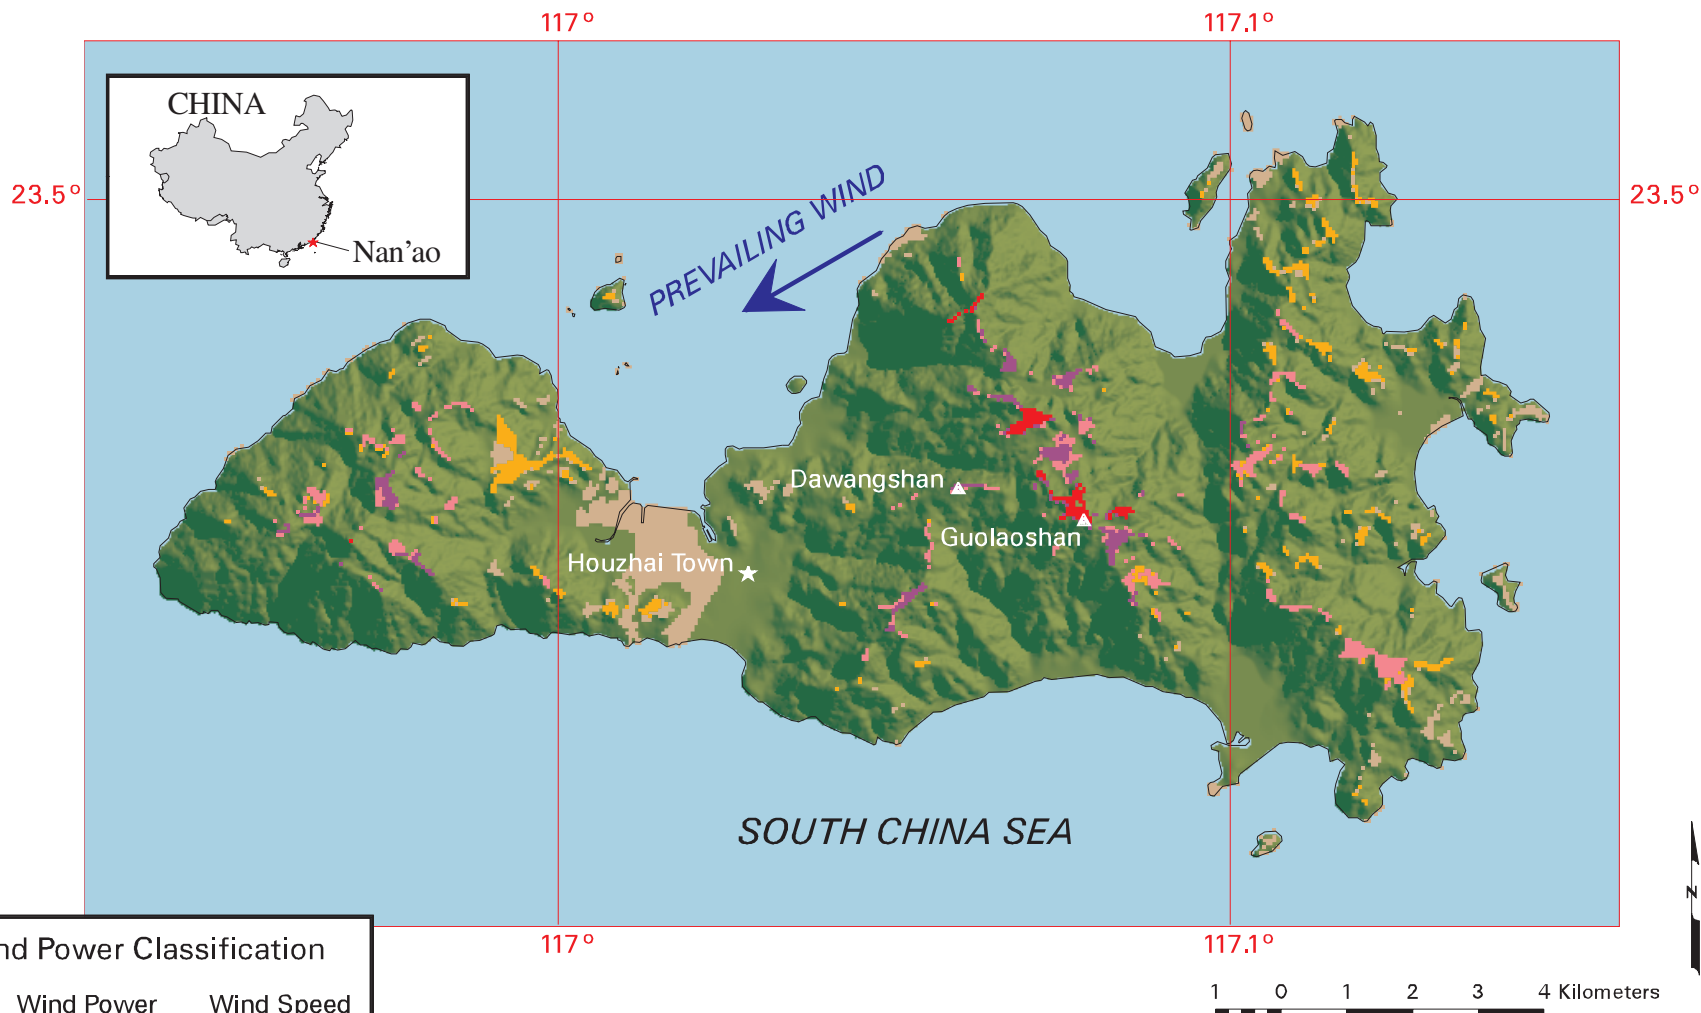 117° 117.1°
CHINA
Nan'ao
23.5° 23.5°
PREVAILING WIND
Dawangshan
Guolaoshan
Houzhai Town
SOUTH CHINA SEA
N
117° 117.1°
nd Power Classification
Wind Power Wind Speed
1 0 1 2 3 4 Kilometers